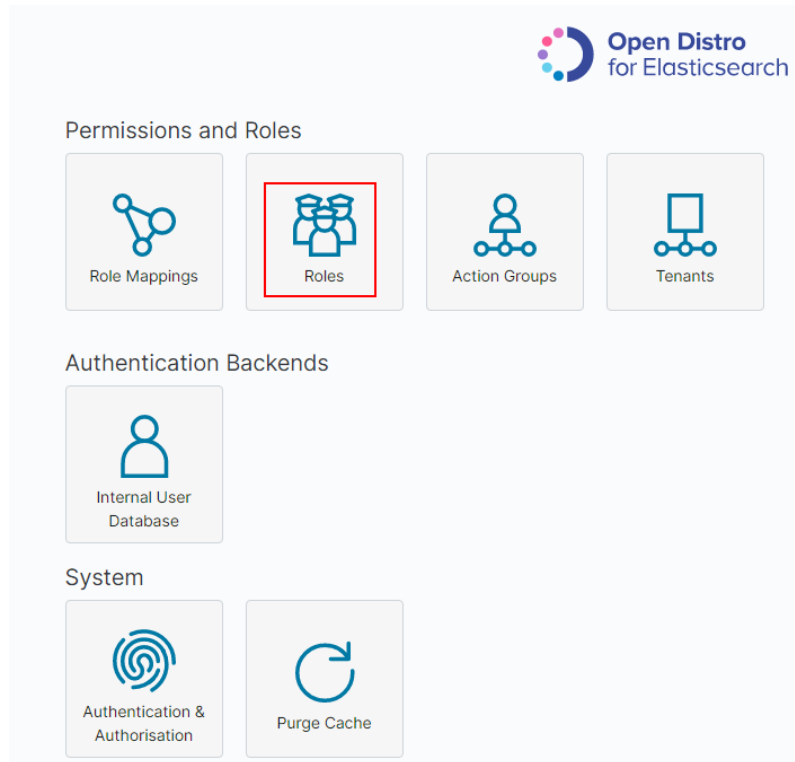 Open Distro
for Elasticsearch
Permissions and Roles
Role Mappings
Roles
Action Groups
Tenants
Authentication Backends
Internal User
Database
System
Authentication &
Authorisation
Purge Cache